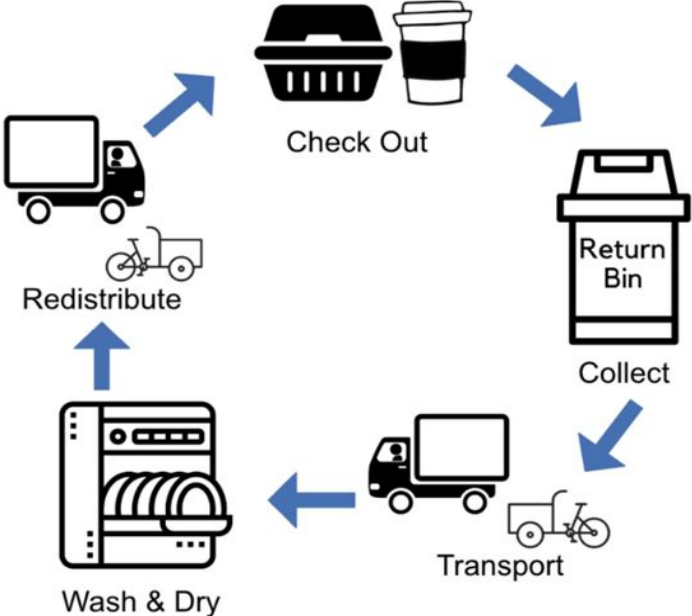 Check Out
Return
Bin
Collect
Transport
Wash & Dry
Redistribute